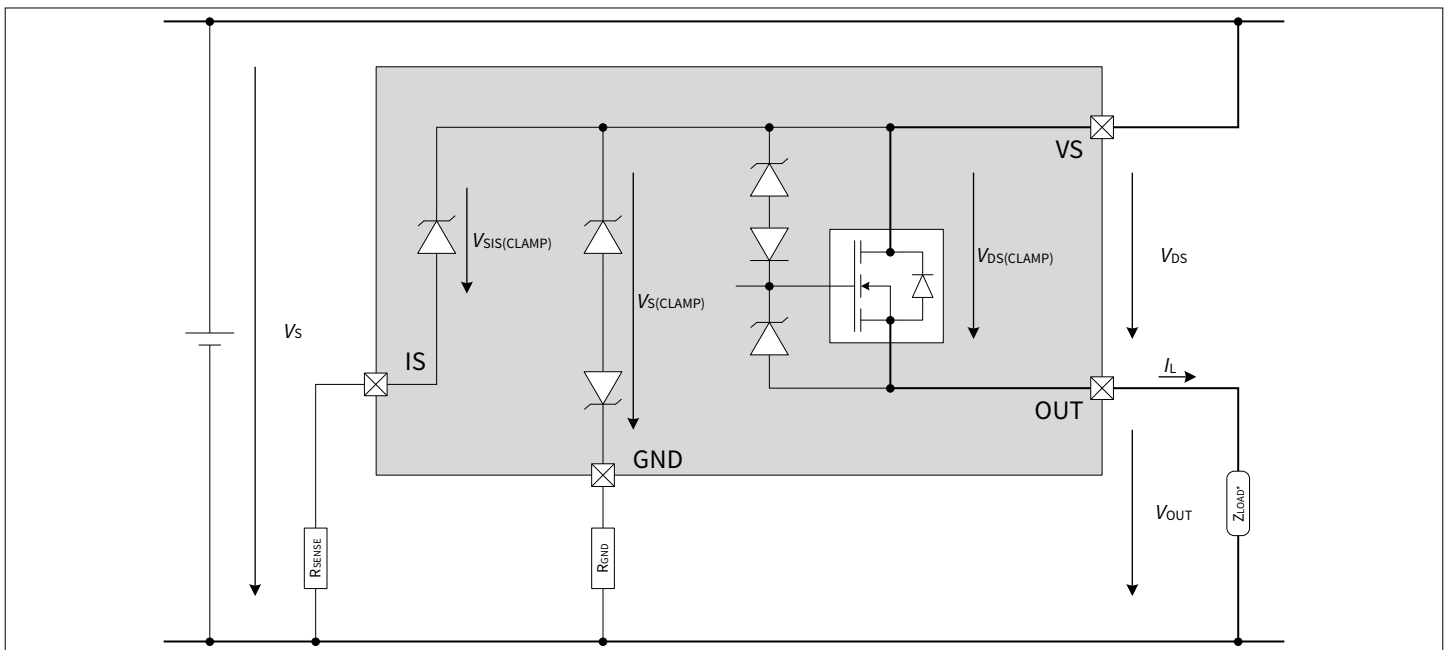 VS
VSIS(CLAMP)
VS(CLAMP)
VDS(CLAMP)
VDS
VS
IS
IL
OUT
GND
VOUT
ZLOAD*
RSENSE
RGND